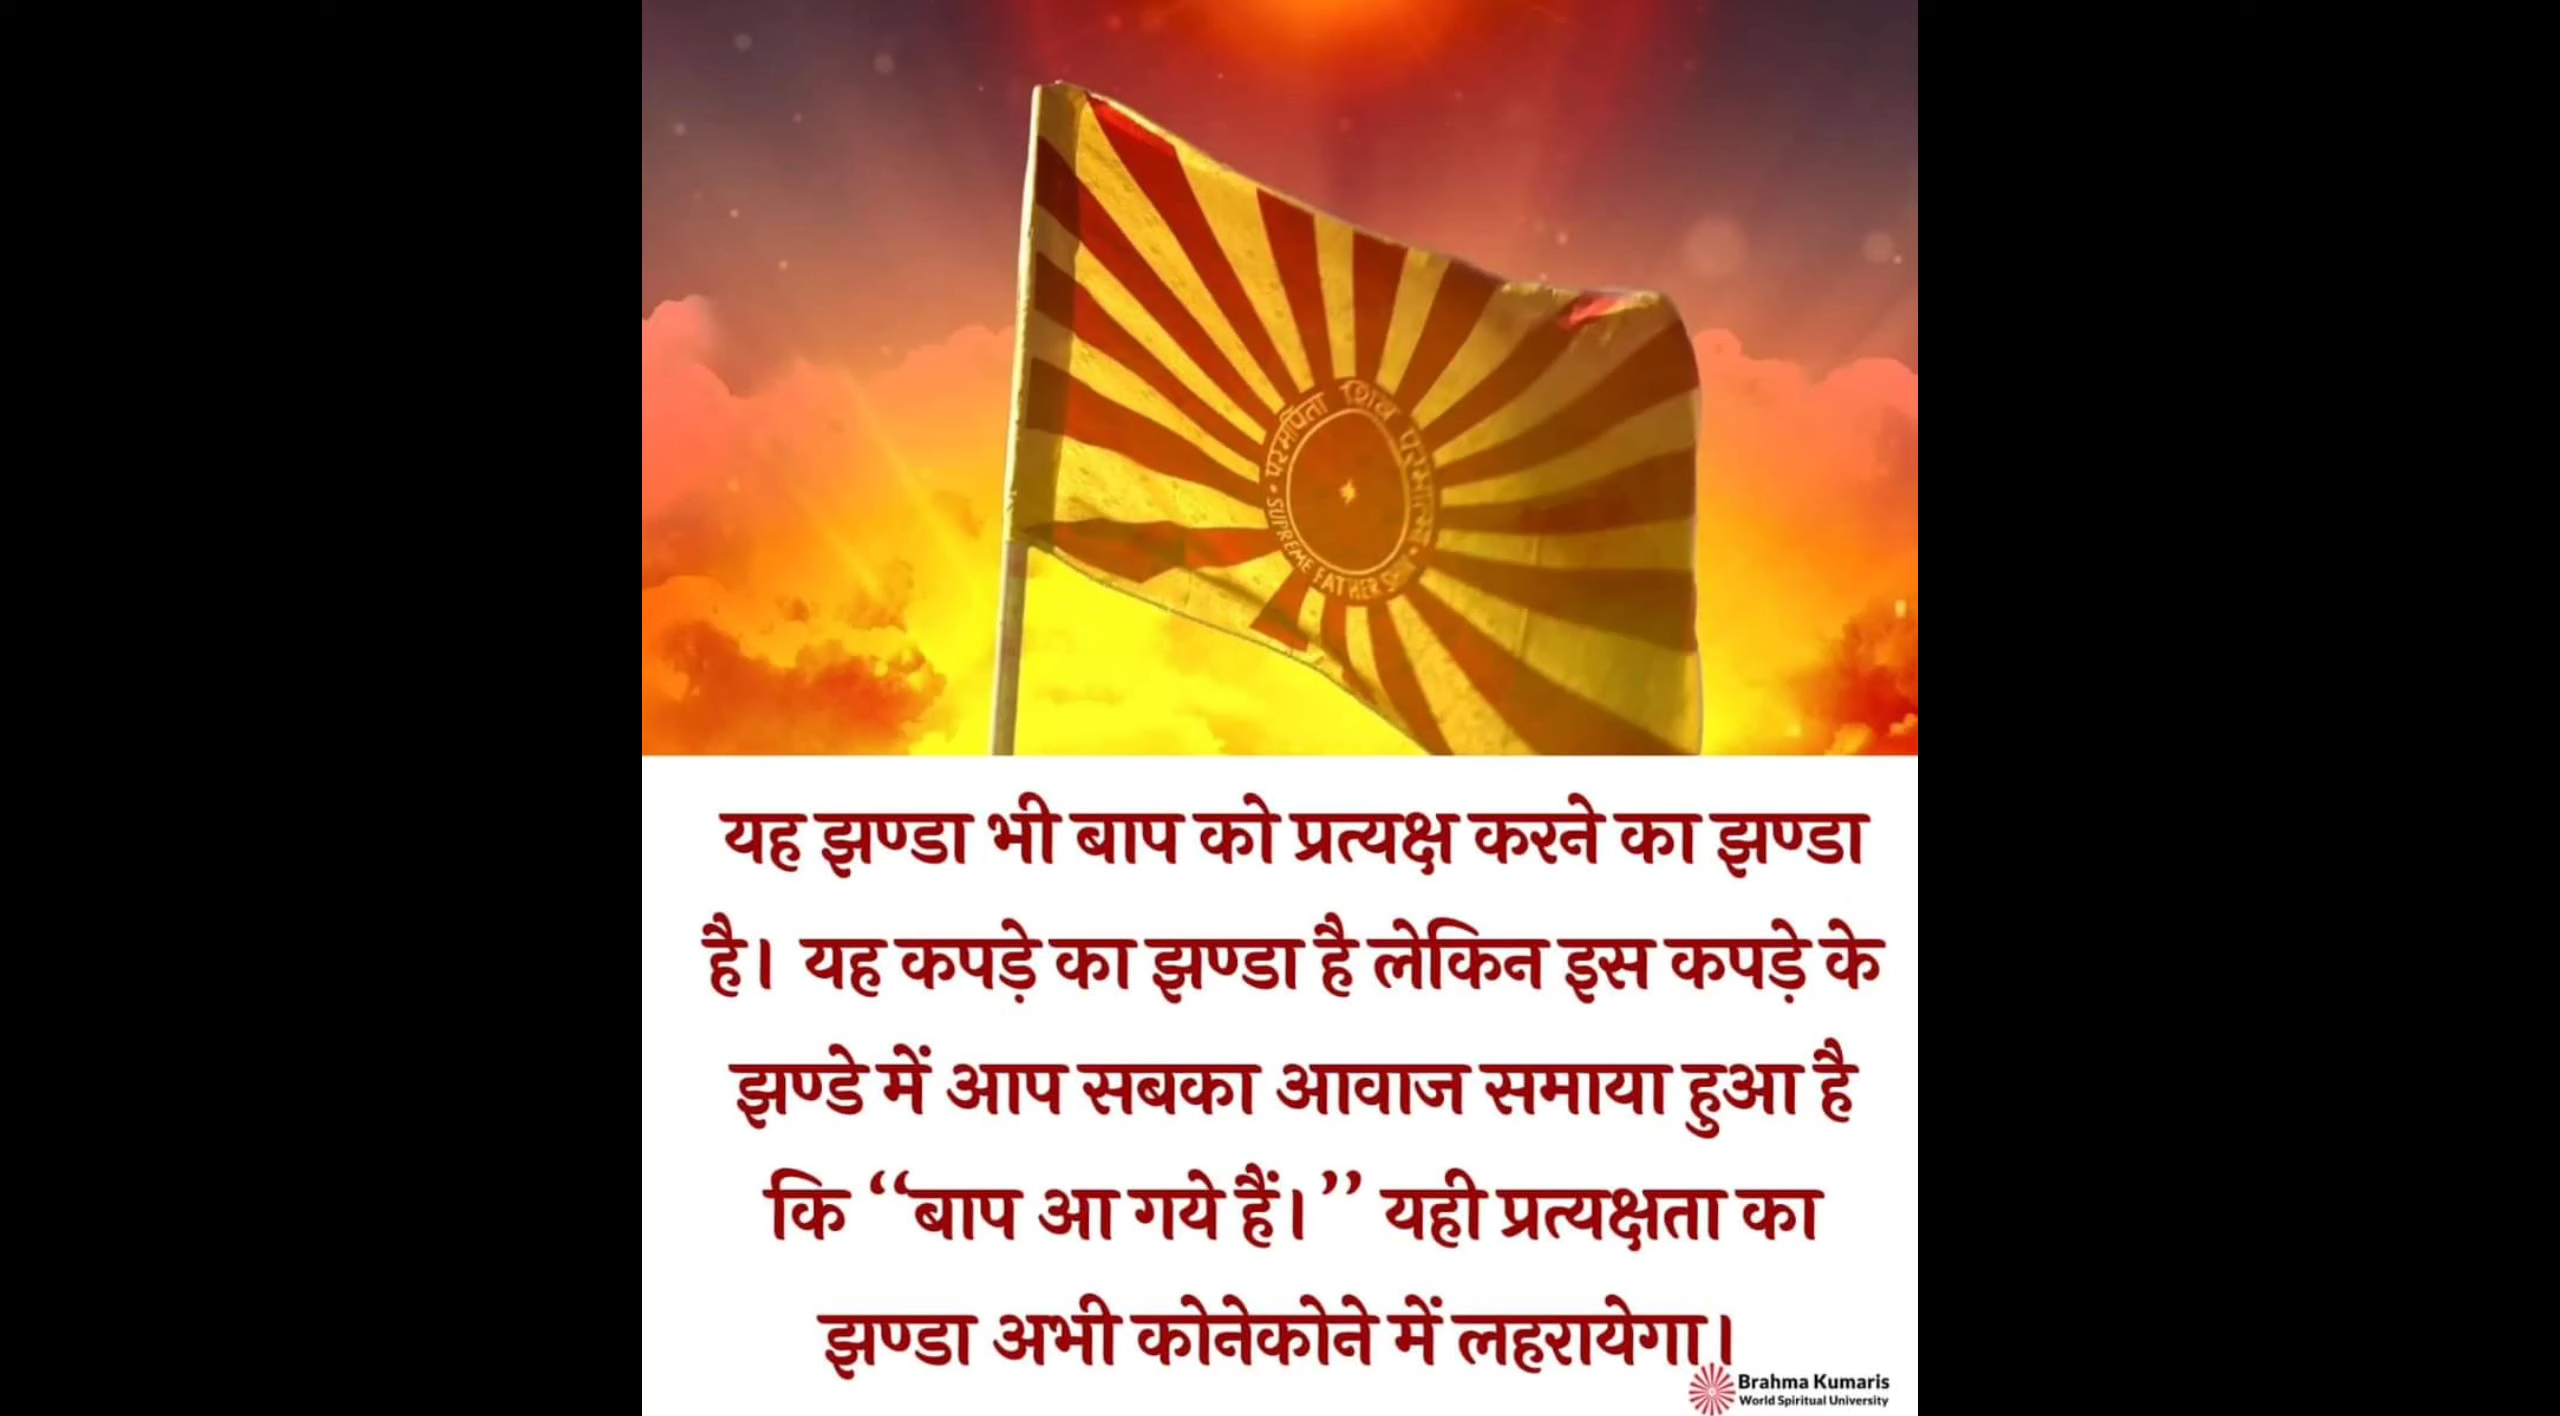 परमपिता शिव परमात्मा
SUPREME FATHER
यह झण्डा भी बाप को प्रत्यक्ष करने का झण्डा
है। यह कपड़े का झण्डा है लेकिन इस कपड़े के
झण्डे में आप सबका आवाज समाया हुआ है
कि “बाप आ गये हैं।” यही प्रत्यक्षता का
झण्डा अभी कोनेकोने में लहरायेगा।
Brahma Kumaris
World Spiritual University